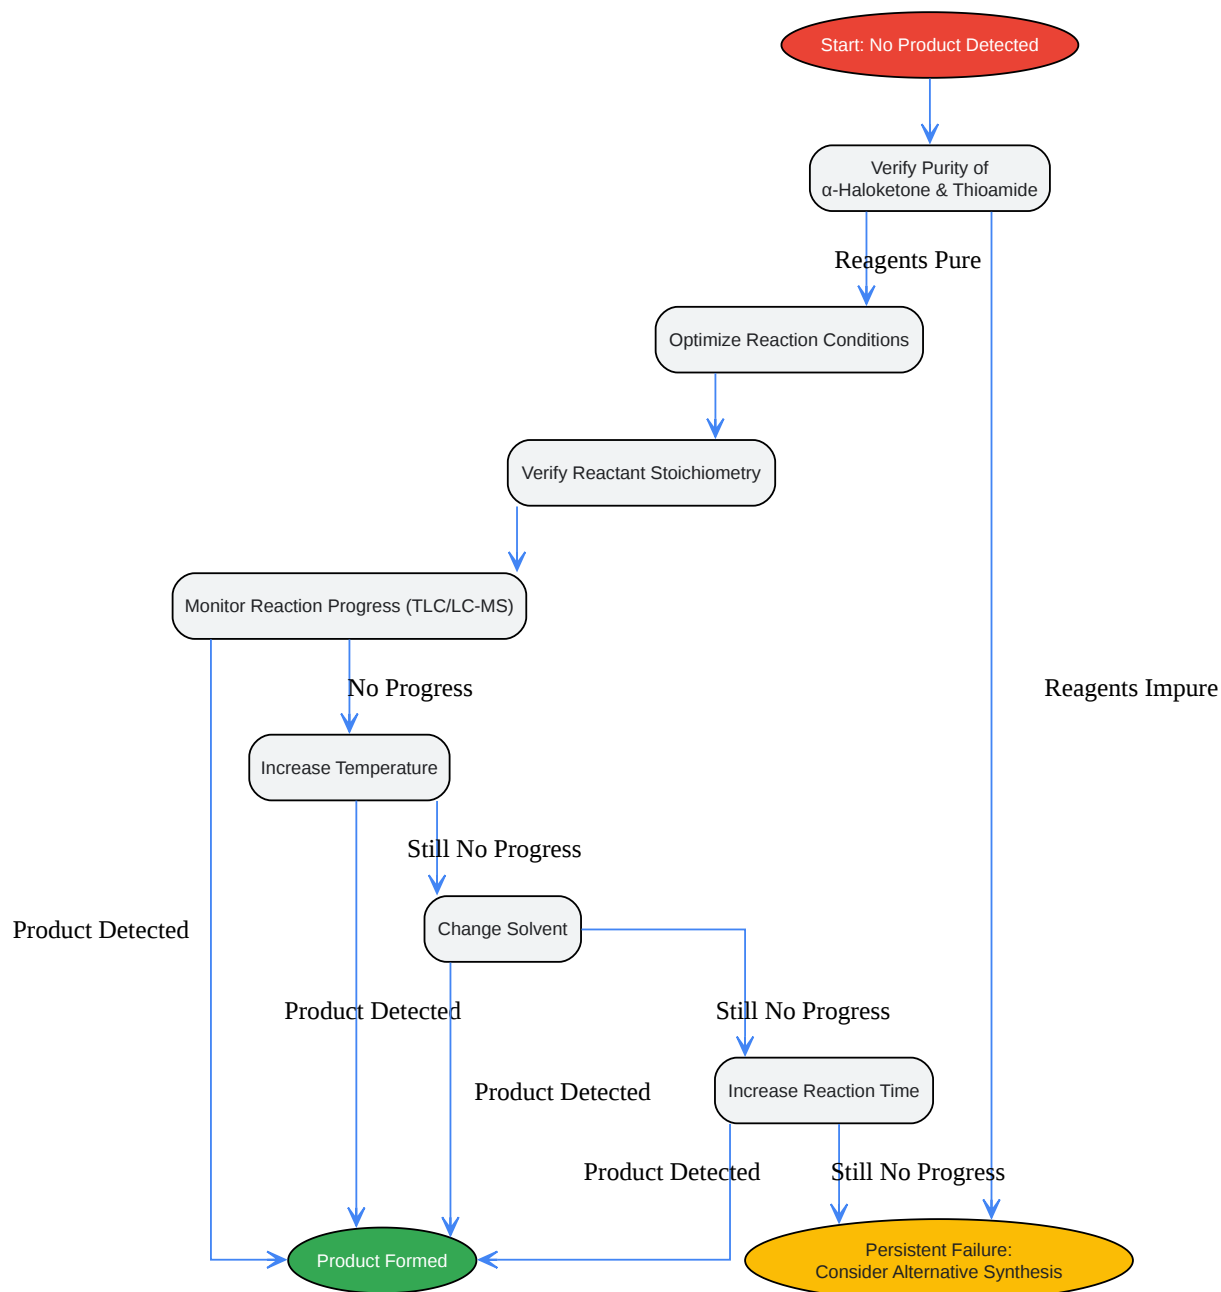 Start: No Product Detected
Verify Purity of
α-Haloketone & Thioamide
Reagents Pure
Optimize Reaction Conditions
Verify Reactant Stoichiometry
Monitor Reaction Progress (TLC/LC-MS)
No Progress
Reagents Impure
Increase Temperature
Still No Progress
Product Detected
Change Solvent
Product Detected
Still No Progress
Product Detected
Increase Reaction Time
Product Detected
Still No Progress
Product Formed
Persistent Failure:
Consider Alternative Synthesis